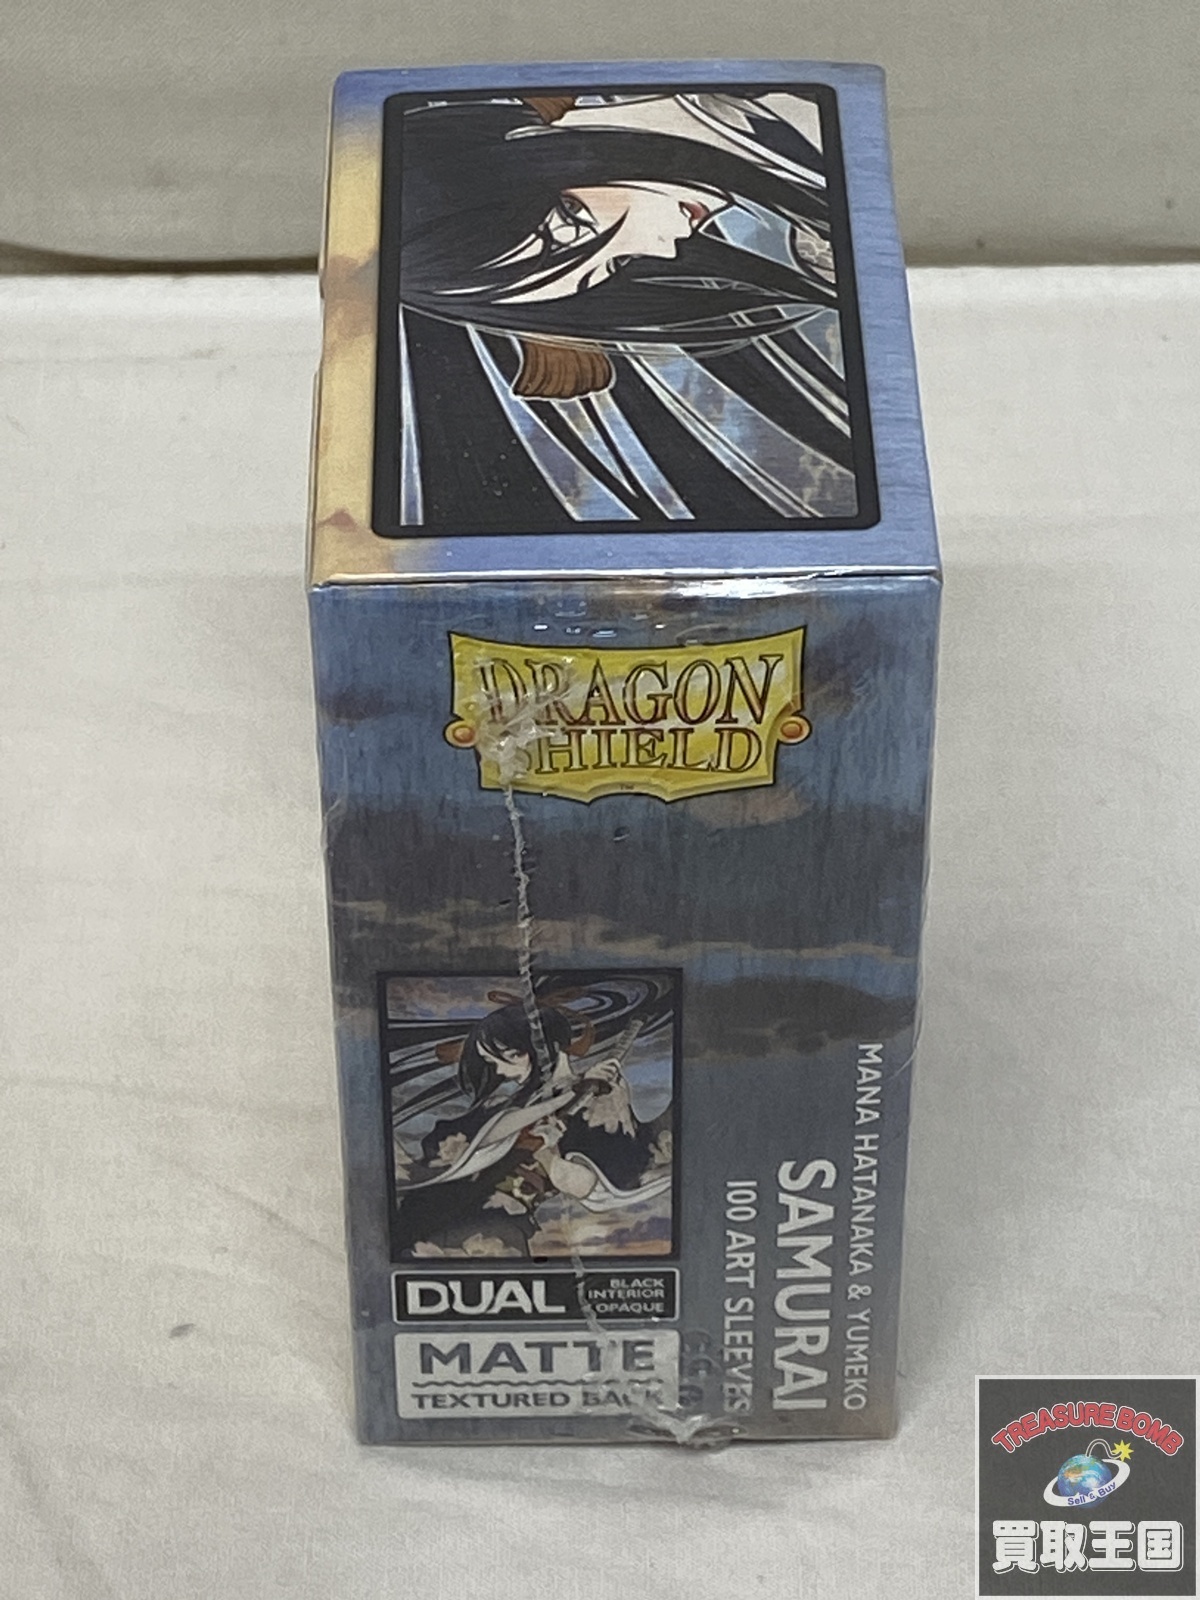 DRAGON
SHIELD
™
MANA HATANAKA & YUMEKO
SAMURAI
100 ART SLEEVES
DUAL
BLACK
INTERIOR
OPAQUE
MATTE
TEXTURED BACK
TREASURE BOMB
Sell & Buy
買取王国